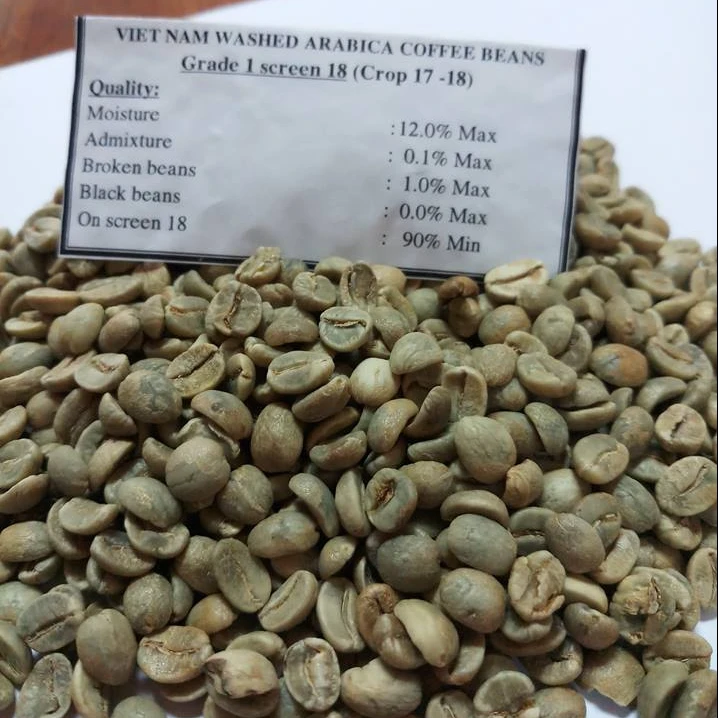 VIET NAM WASHED ARABICA COFFEE BEANS
Grade 1 screen 18 (Crop 17 -18)
Quality:
Moisture :12.0% Max
Admixture : 0.1% Max
Broken beans : 1.0% Max
Black beans : 0.0% Max
On screen 18 : 90% Min